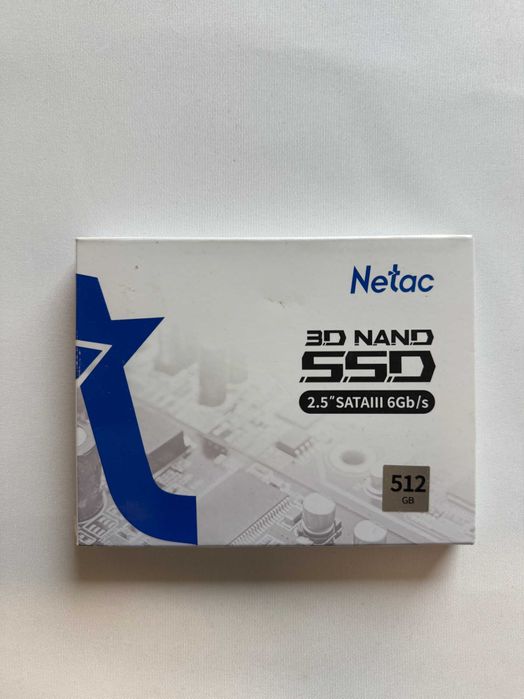 Netac
3D NAND
SSD
2.5″SATAIII 6Gb/s
512
GB